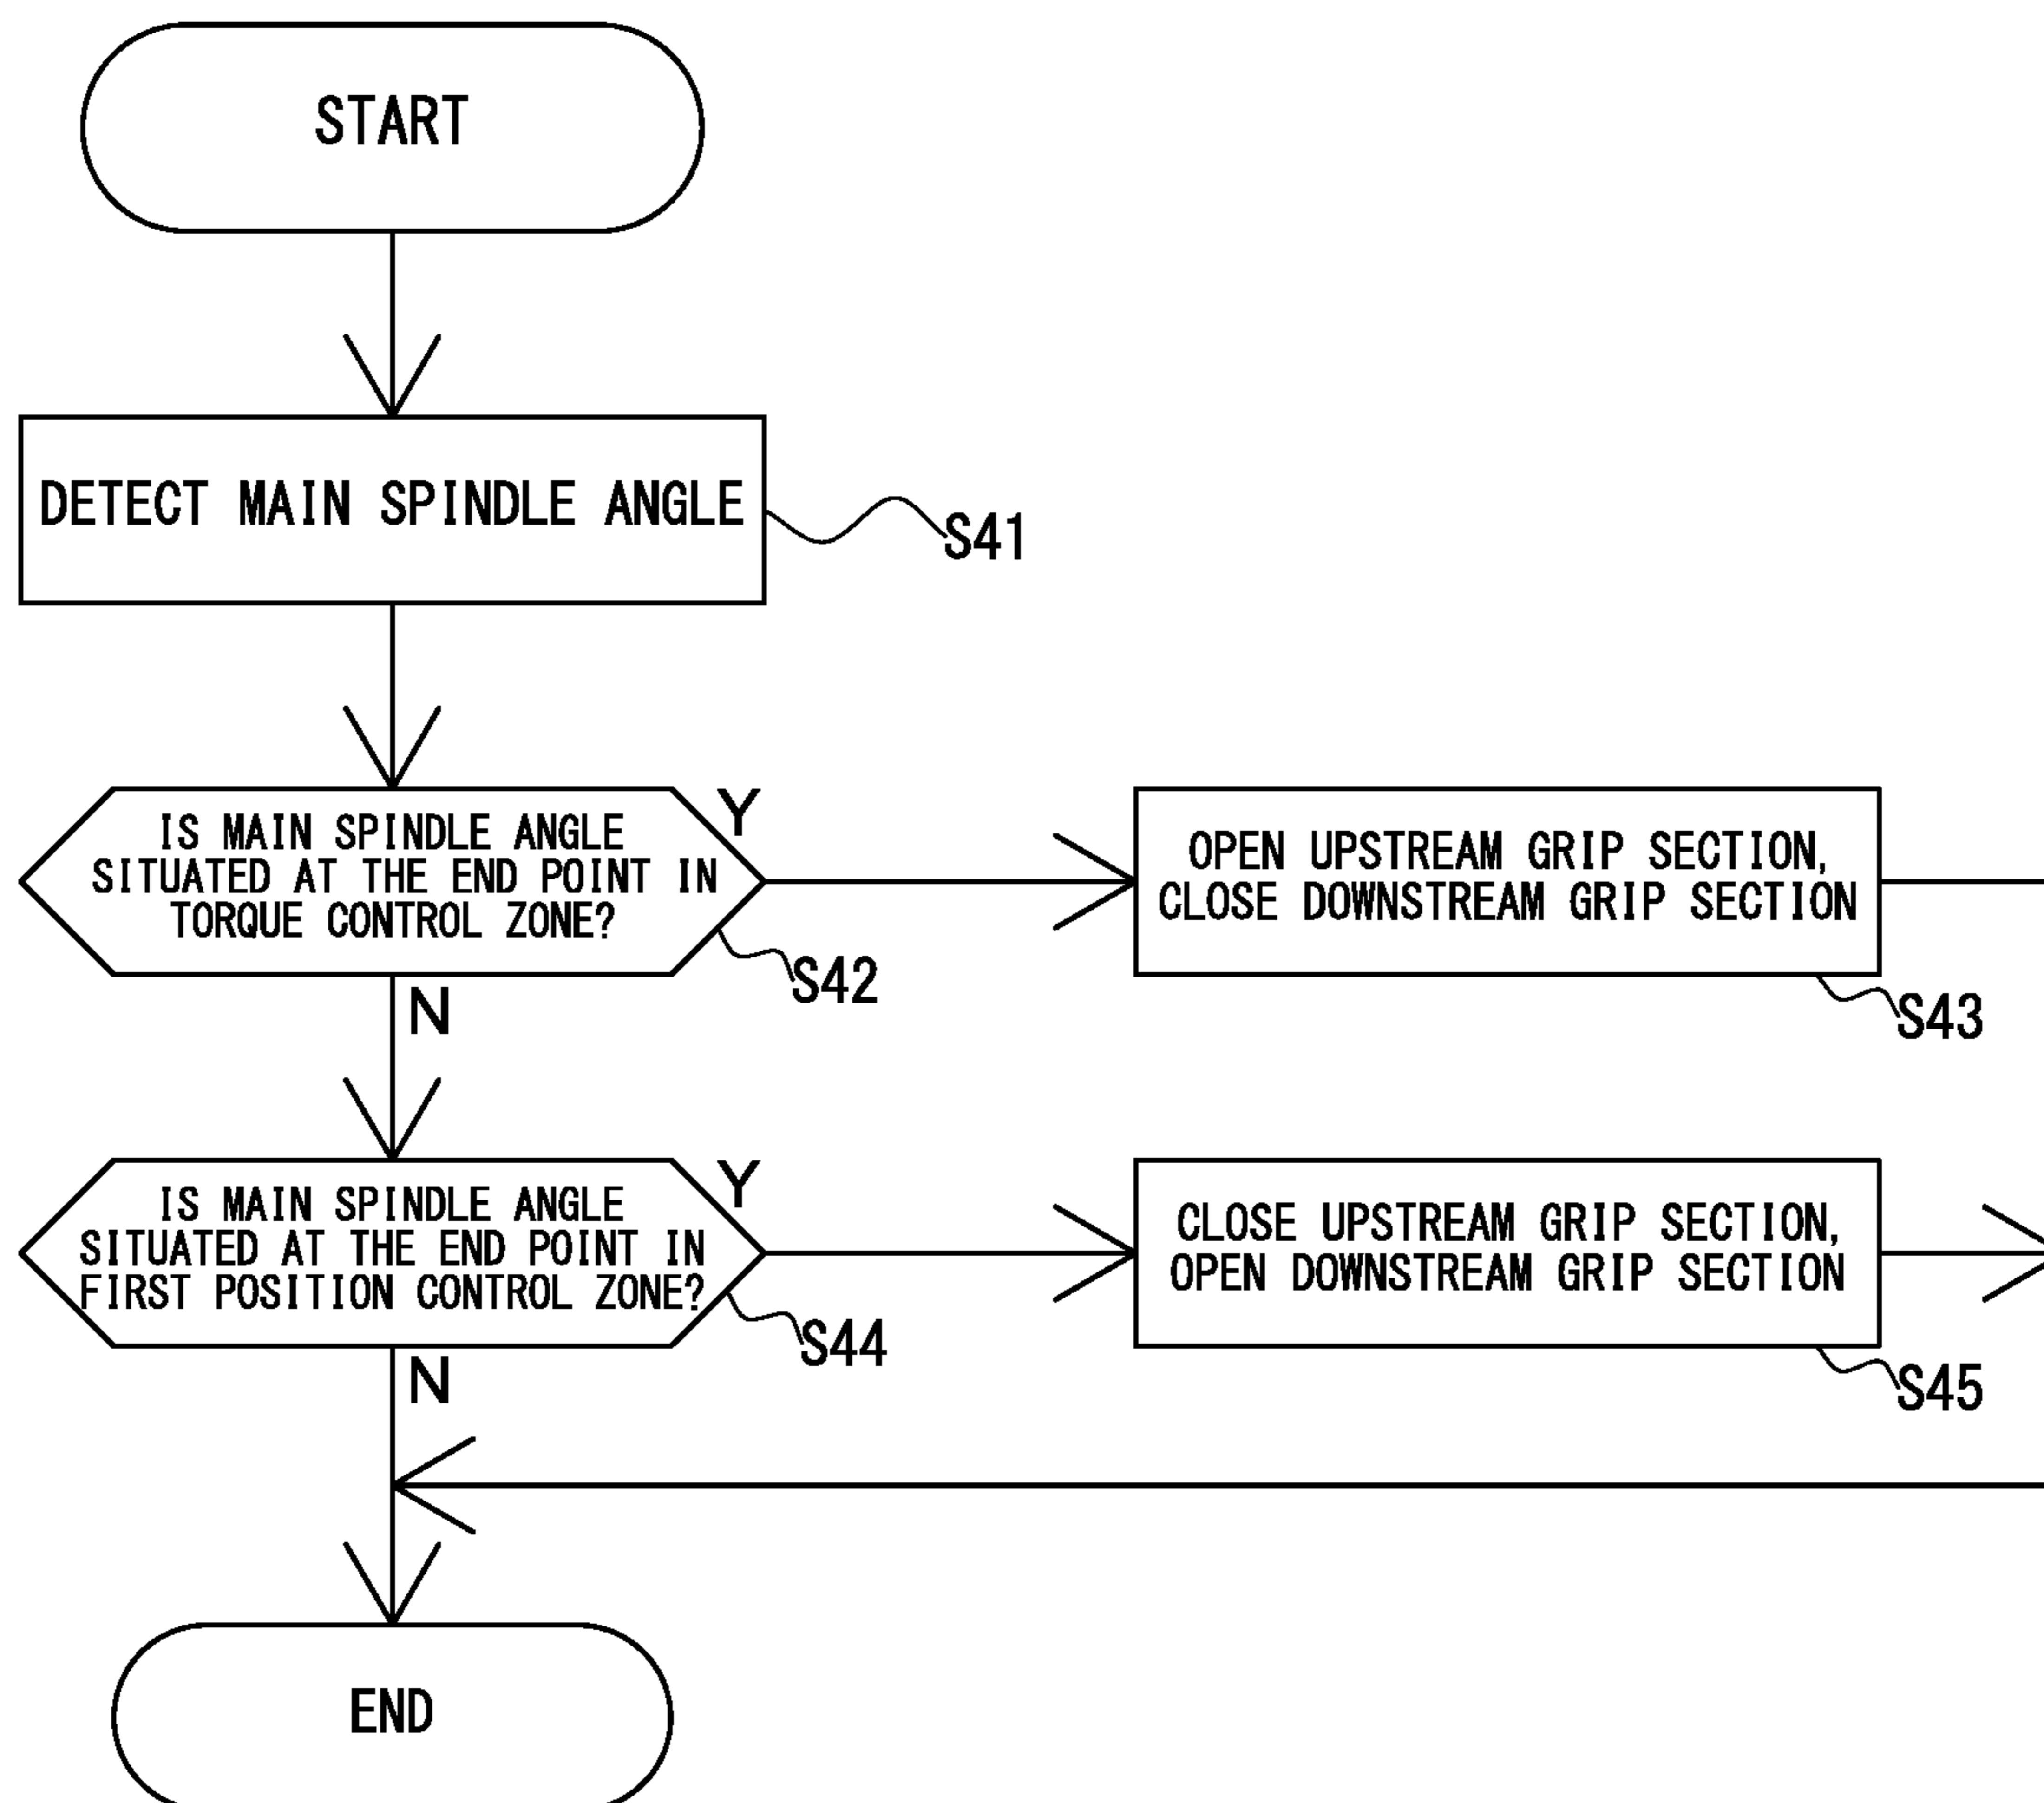 START
DETECT MAIN SPINDLE ANGLE
S41
IS MAIN SPINDLE ANGLE
SITUATED AT THE END POINT IN
TORQUE CONTROL ZONE?
Y
S42
N
OPEN UPSTREAM GRIP SECTION,
CLOSE DOWNSTREAM GRIP SECTION
S43
IS MAIN SPINDLE ANGLE
SITUATED AT THE END POINT IN
FIRST POSITION CONTROL ZONE?
Y
S44
N
CLOSE UPSTREAM GRIP SECTION,
OPEN DOWNSTREAM GRIP SECTION
S45
END